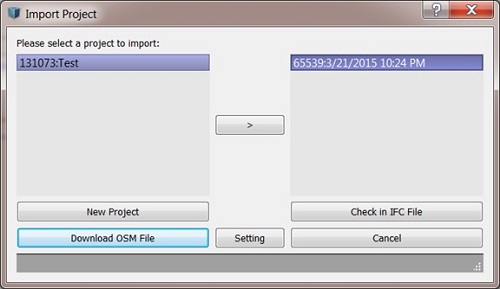 Import Project
Please select a project to import:
131073:Test
65539:3/21/2015 10:24 PM
>
New Project
Check in IFC File
Download OSM File
Setting
Cancel